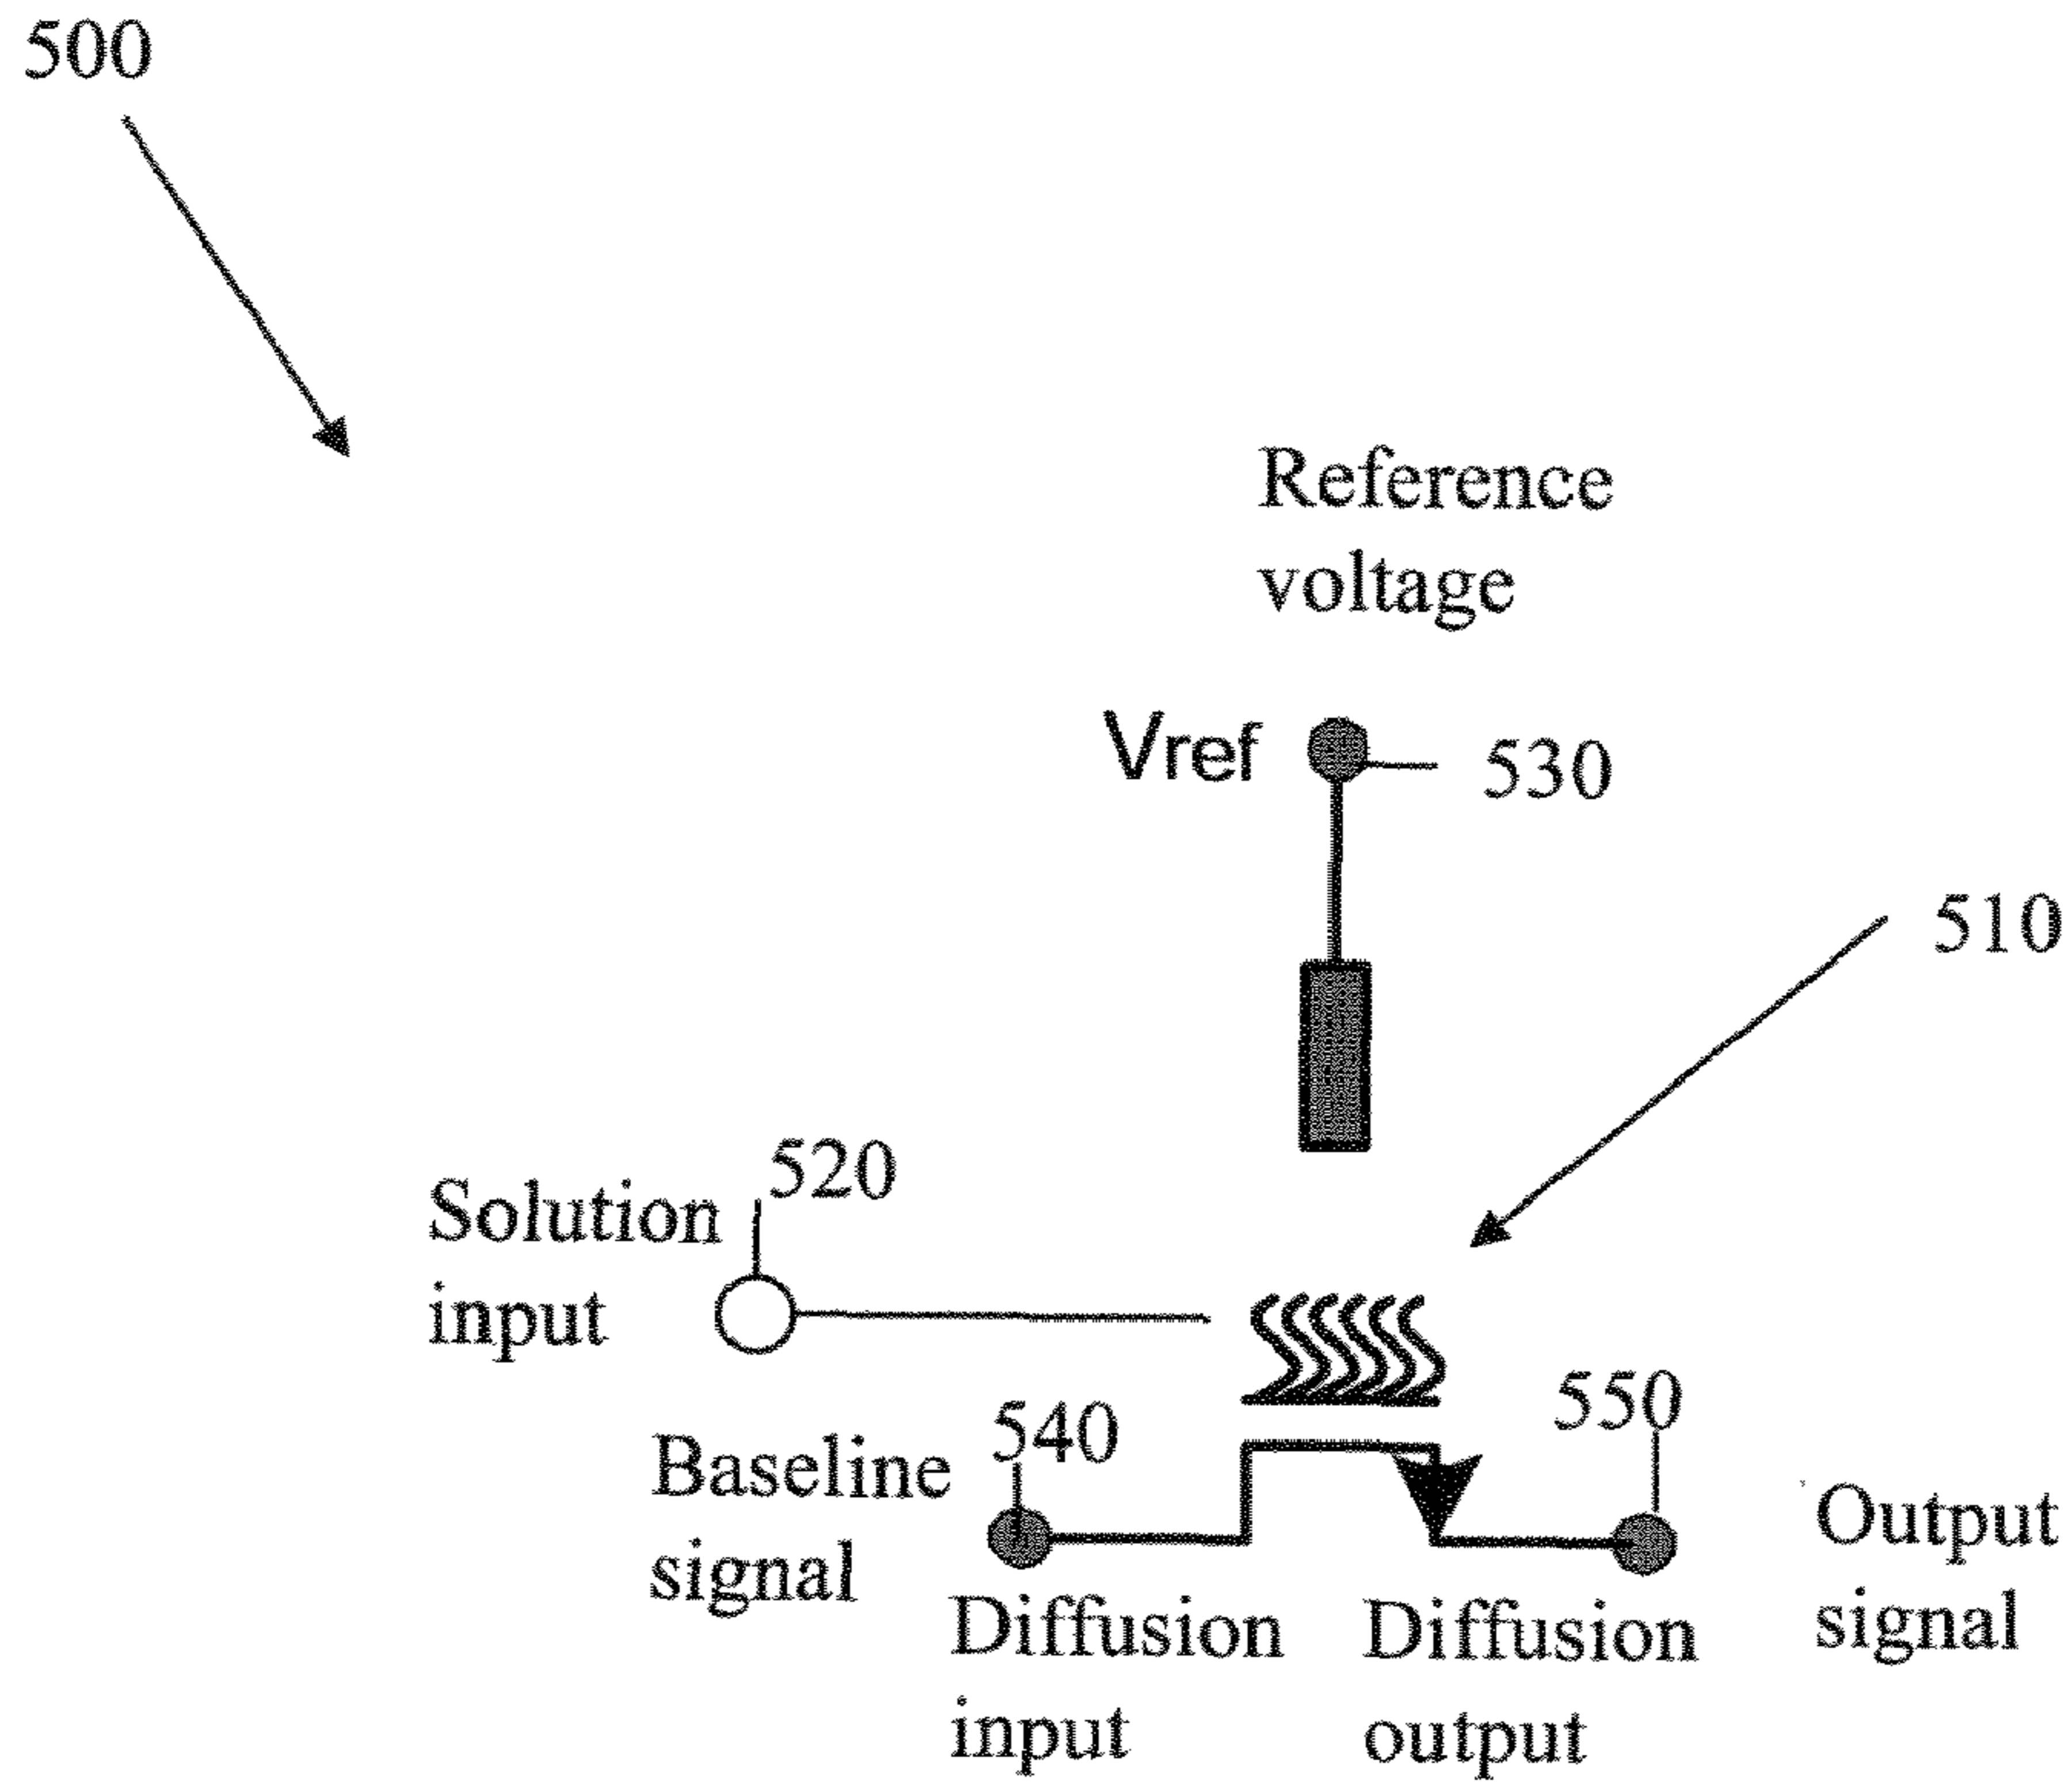 500
Reference
voltage
Vref
530
510
520
Solution
input
540
550
Baseline
signal
Output
signal
Diffusion
input
Diffusion
output